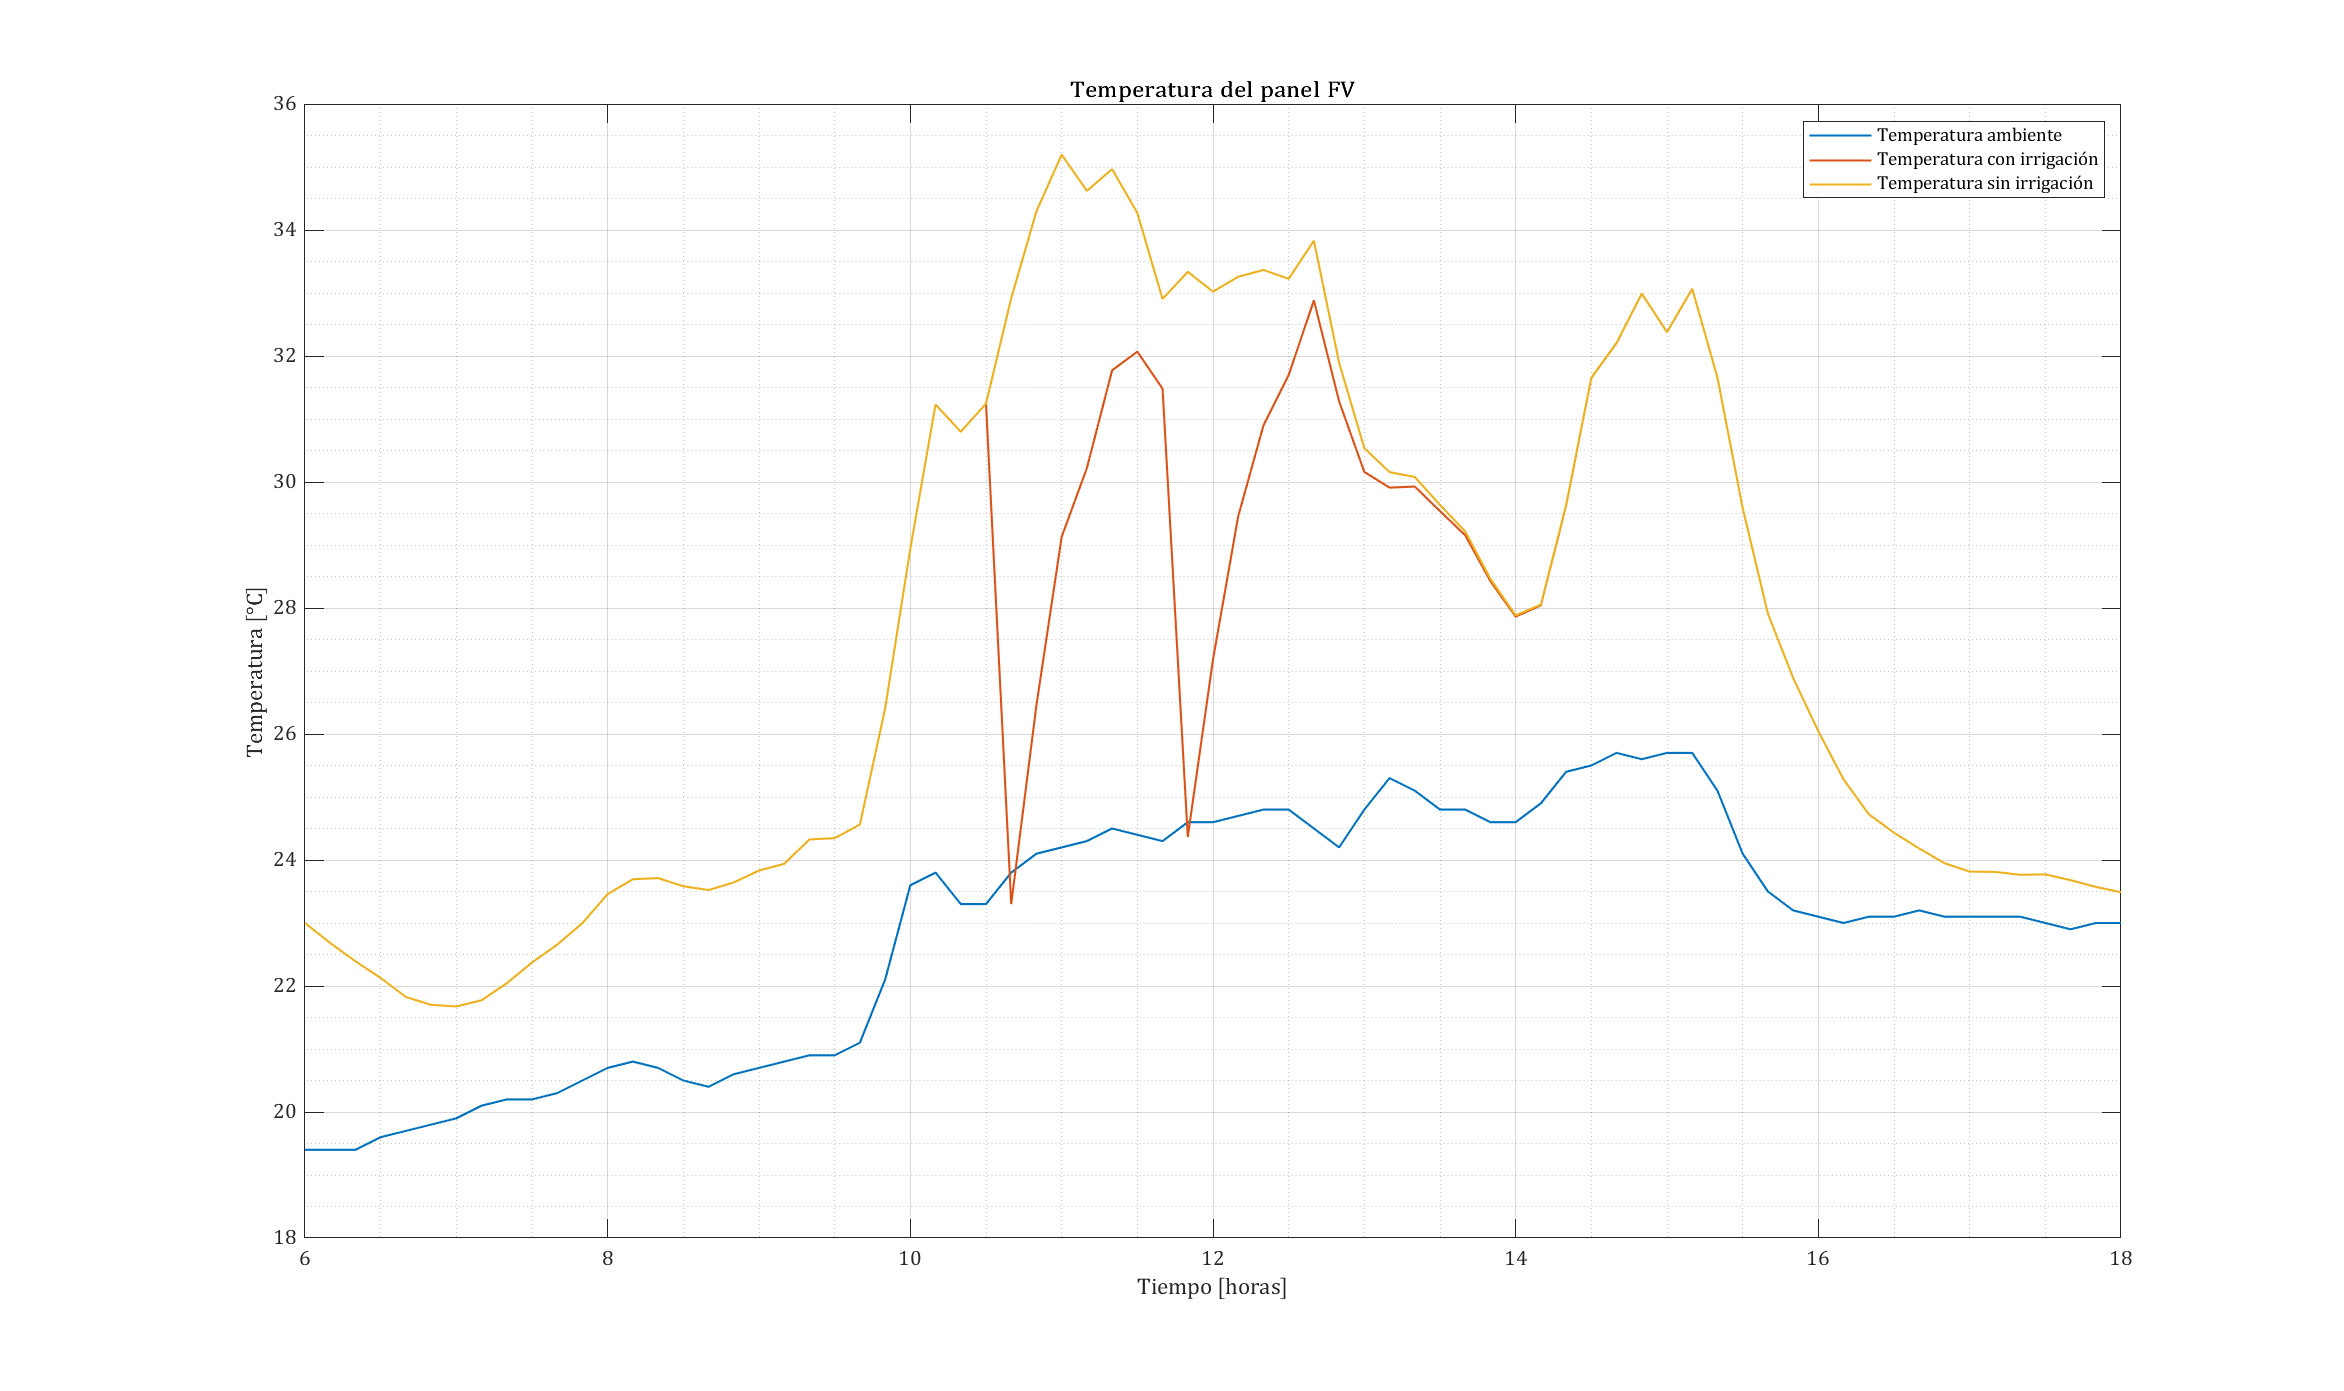 Temperatura del panel FV
Temperatura ambiente
Temperatura con irrigación
Temperatura sin irrigación
36
34
32
30
28
26
24
22
20
18
Temperatura [°C]
6 8 10 12 14 16 18
Tiempo [horas]